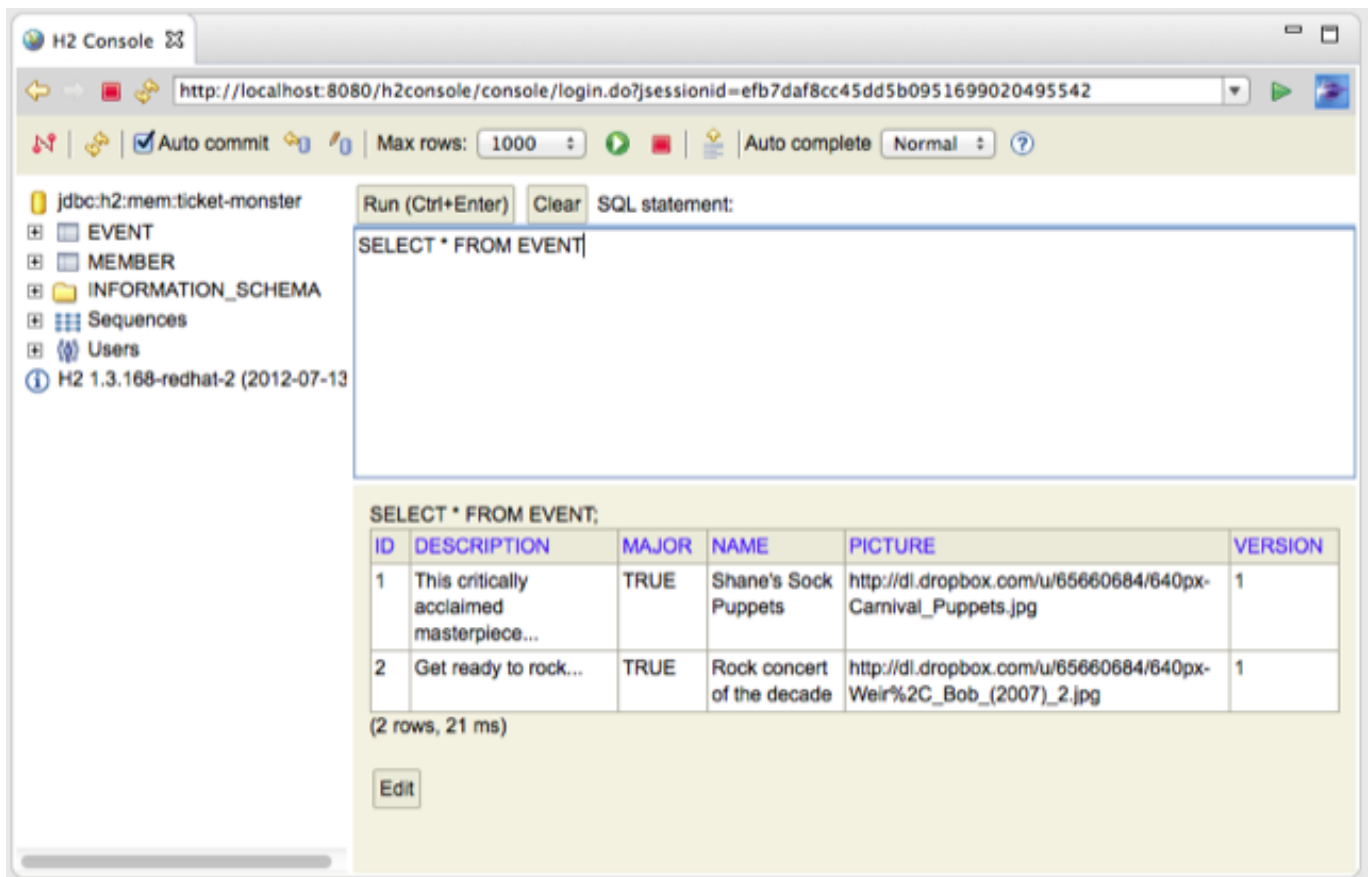 H2 Console
http://localhost:8080/h2console/console/login.do?jsessionid=efb7daf8cc45dd5b0951699020495542
Auto commit Max rows: 1000 Auto complete Normal
jdbc:h2:mem:ticket-monster
EVENT
MEMBER
INFORMATION_SCHEMA
Sequences
Users
H2 1.3.168-redhat-2 (2012-07-13
Run (Ctrl+Enter) Clear SQL statement:
SELECT * FROM EVENT
SELECT * FROM EVENT;
ID DESCRIPTION MAJOR NAME PICTURE VERSION
1 This critically TRUE Shane's Sock http://dl.dropbox.com/u/65660684/640px- 1
acclaimed Puppets Carnival_Puppets.jpg
masterpiece...
2 Get ready to rock... TRUE Rock concert http://dl.dropbox.com/u/65660684/640px- 1
of the decade Weir%2C_Bob_(2007)_2.jpg
(2 rows, 21 ms)
Edit